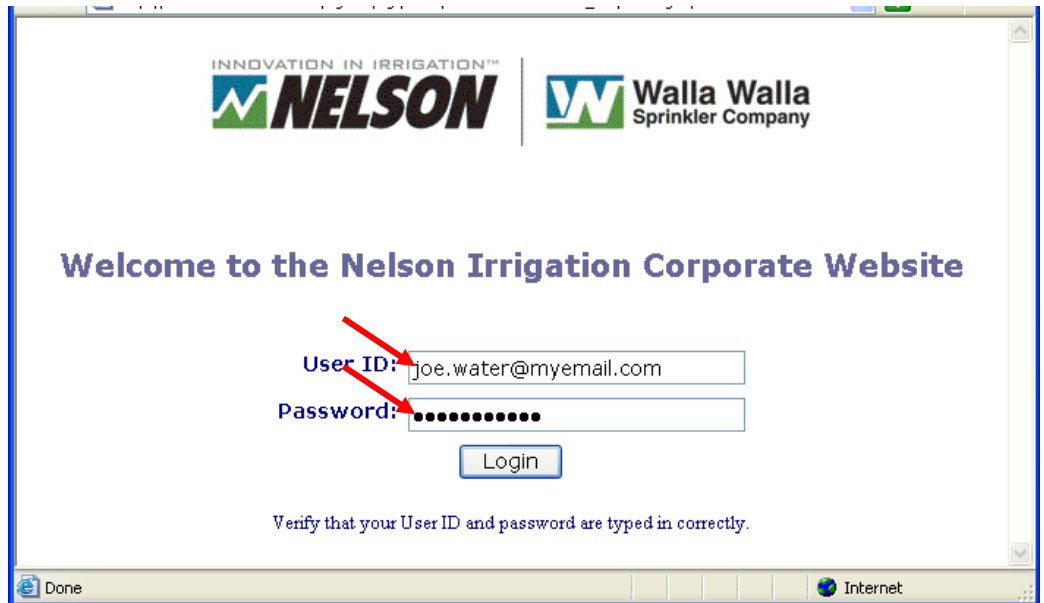 INNOVATION IN IRRIGATION™
NELSON
Walla Walla
Sprinkler Company
Welcome to the Nelson Irrigation Corporate Website
User ID: joe.water@myemail.com
Password: •••••••••••
Login
Verify that your User ID and password are typed in correctly.
Done Internet